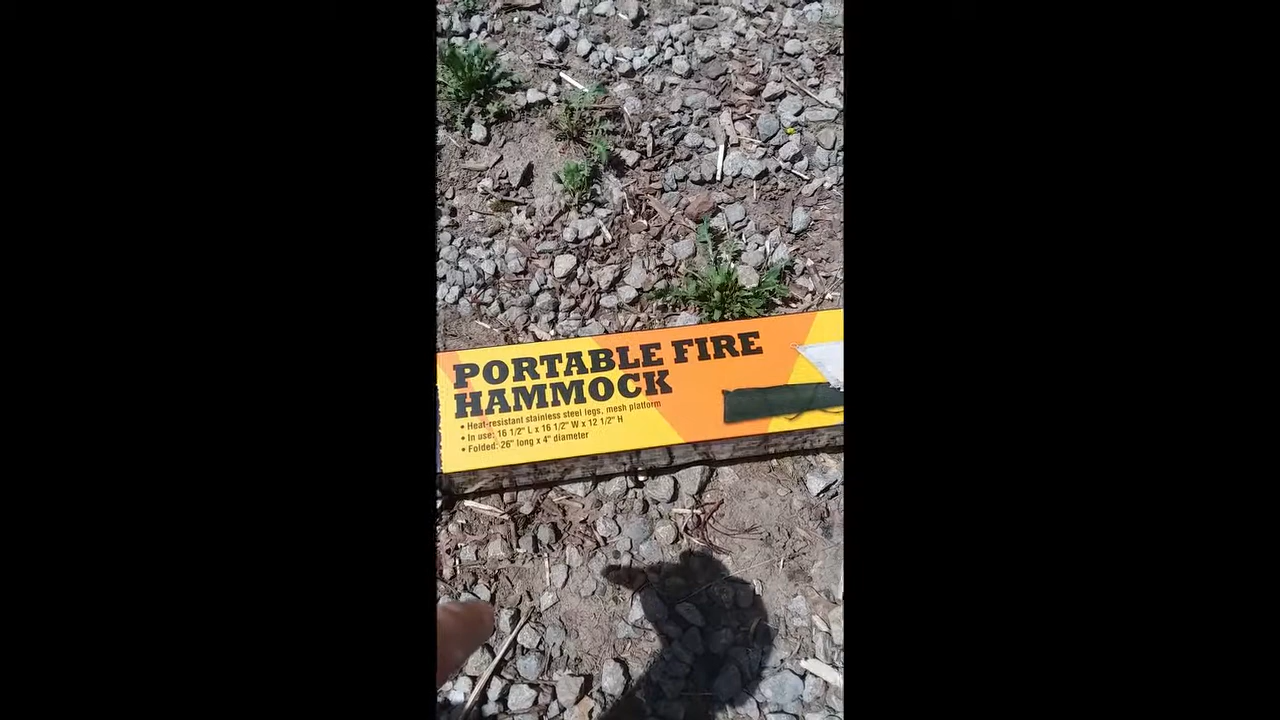 PORTABLE FIRE
HAMMOCK
• Heat-resistant stainless steel legs, mesh platform
• In use: 16 1/2" L x 16 1/2" W x 12 1/2" H
• Folded: 26" long x 4" diameter